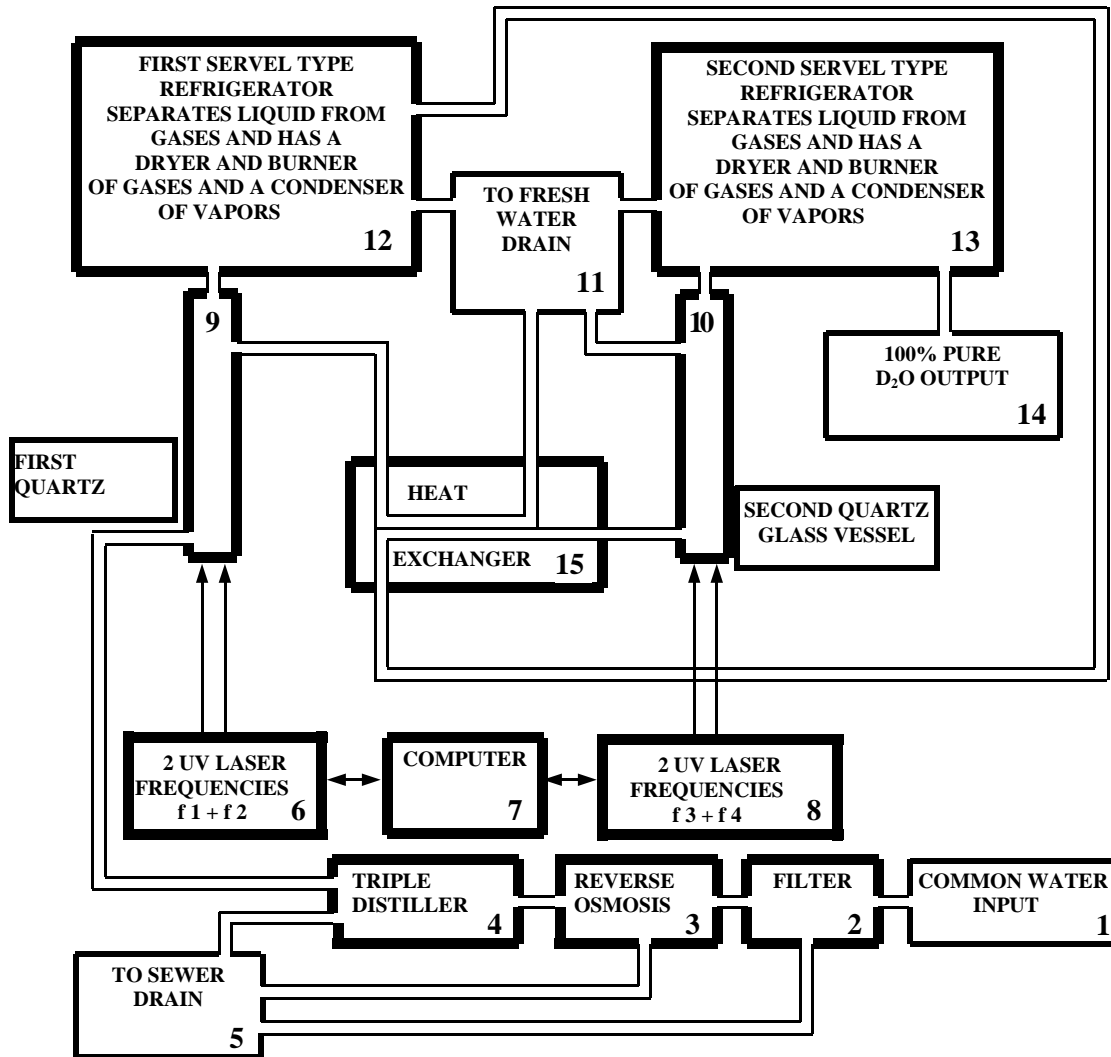 FIRST SERVEL TYPE
REFRIGERATOR
SEPARATES LIQUID FROM
GASES AND HAS A
DRYER AND BURNER
OF GASES AND A CONDENSER
OF VAPORS
12
SECOND SERVEL TYPE
REFRIGERATOR
SEPARATES LIQUID FROM
GASES AND HAS A
DRYER AND BURNER
OF GASES AND A CONDENSER
OF VAPORS
13
TO FRESH
WATER
DRAIN
11
9
10
100% PURE
D₂O OUTPUT
14
FIRST
QUARTZ
HEAT
EXCHANGER
15
SECOND QUARTZ
GLASS VESSEL
2 UV LASER
FREQUENCIES
f 1 + f 2
6
COMPUTER
7
2 UV LASER
FREQUENCIES
f 3 + f 4
8
TRIPLE
DISTILLER
4
REVERSE
OSMOSIS
3
FILTER
2
COMMON WATER
INPUT
1
TO SEWER
DRAIN
5